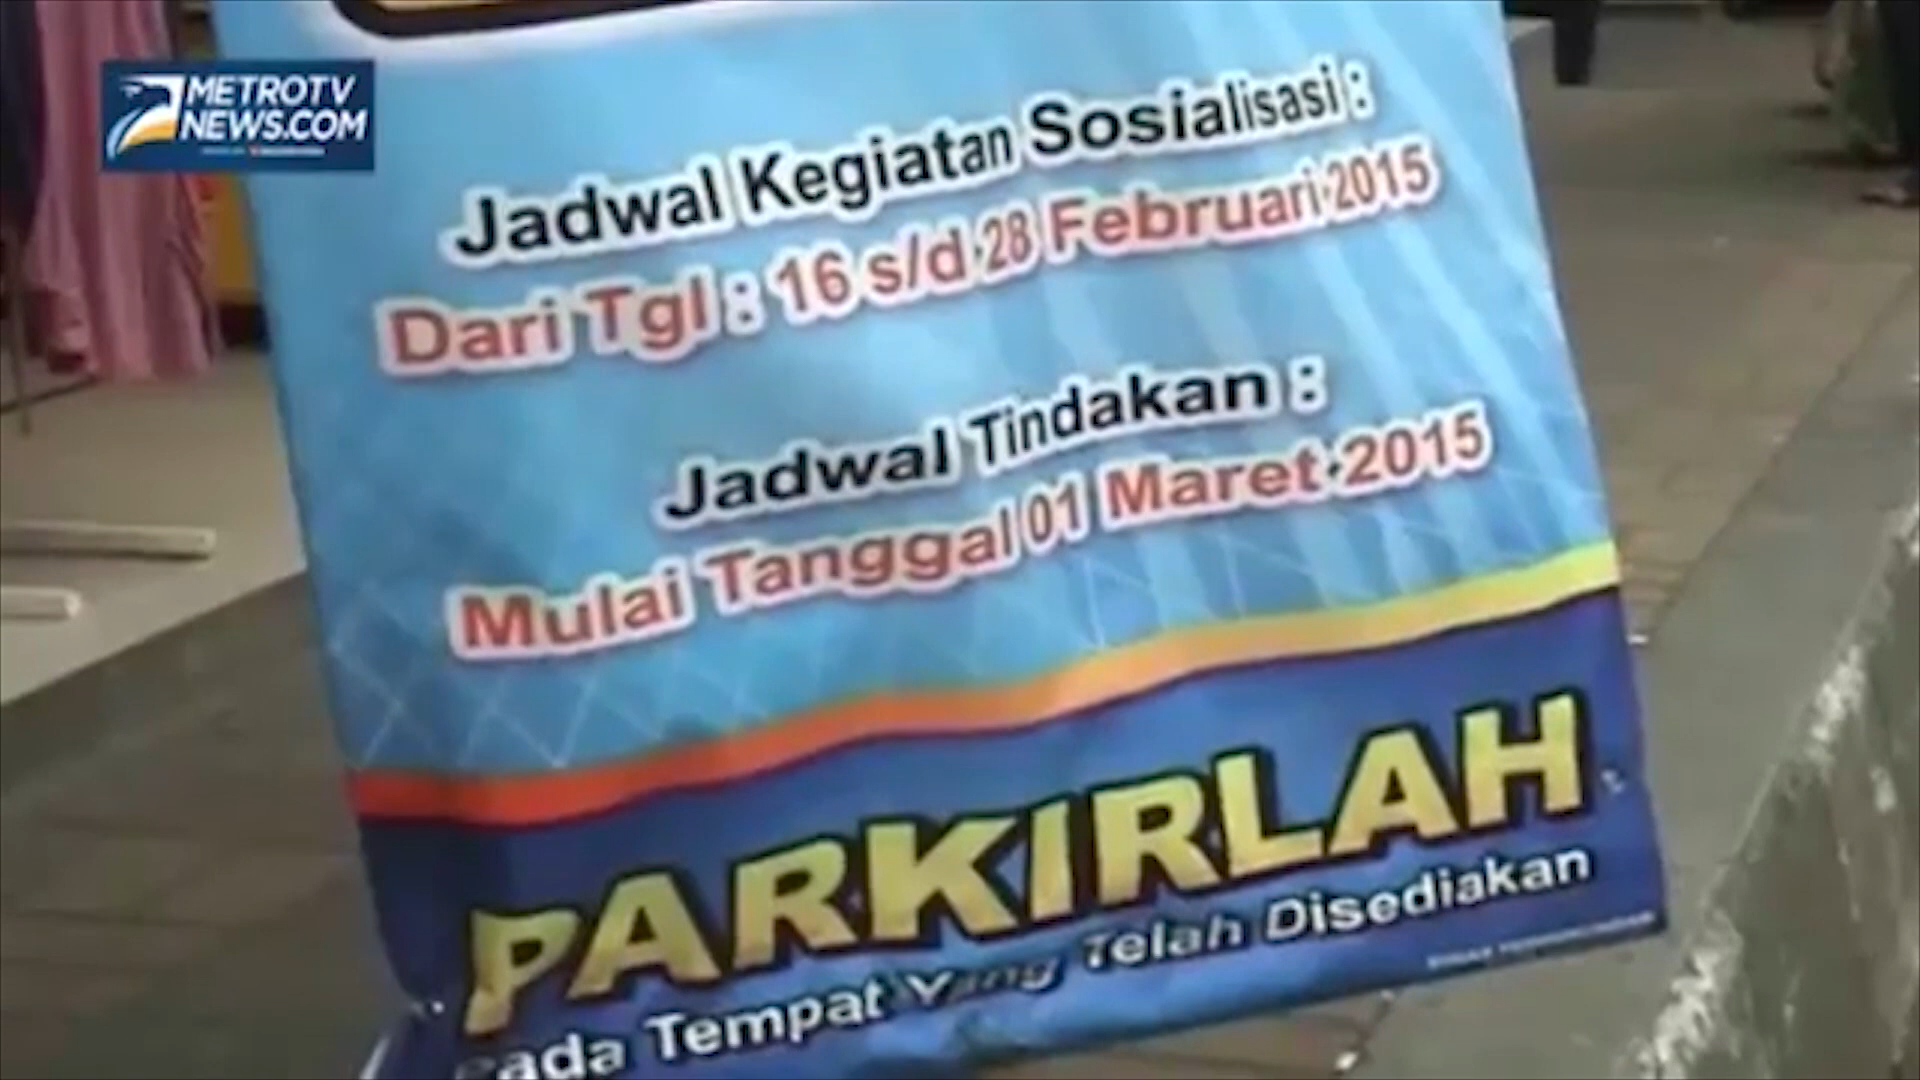 METROTV
NEWS.COM
Jadwal Kegiatan Sosialisasi :
Dari Tgl : 16 s/d 28 Februari 2015
Jadwal Tindakan :
Mulai Tanggal 01 Maret 2015
PARKIRLAH
Pada Tempat Yang Telah Disediakan